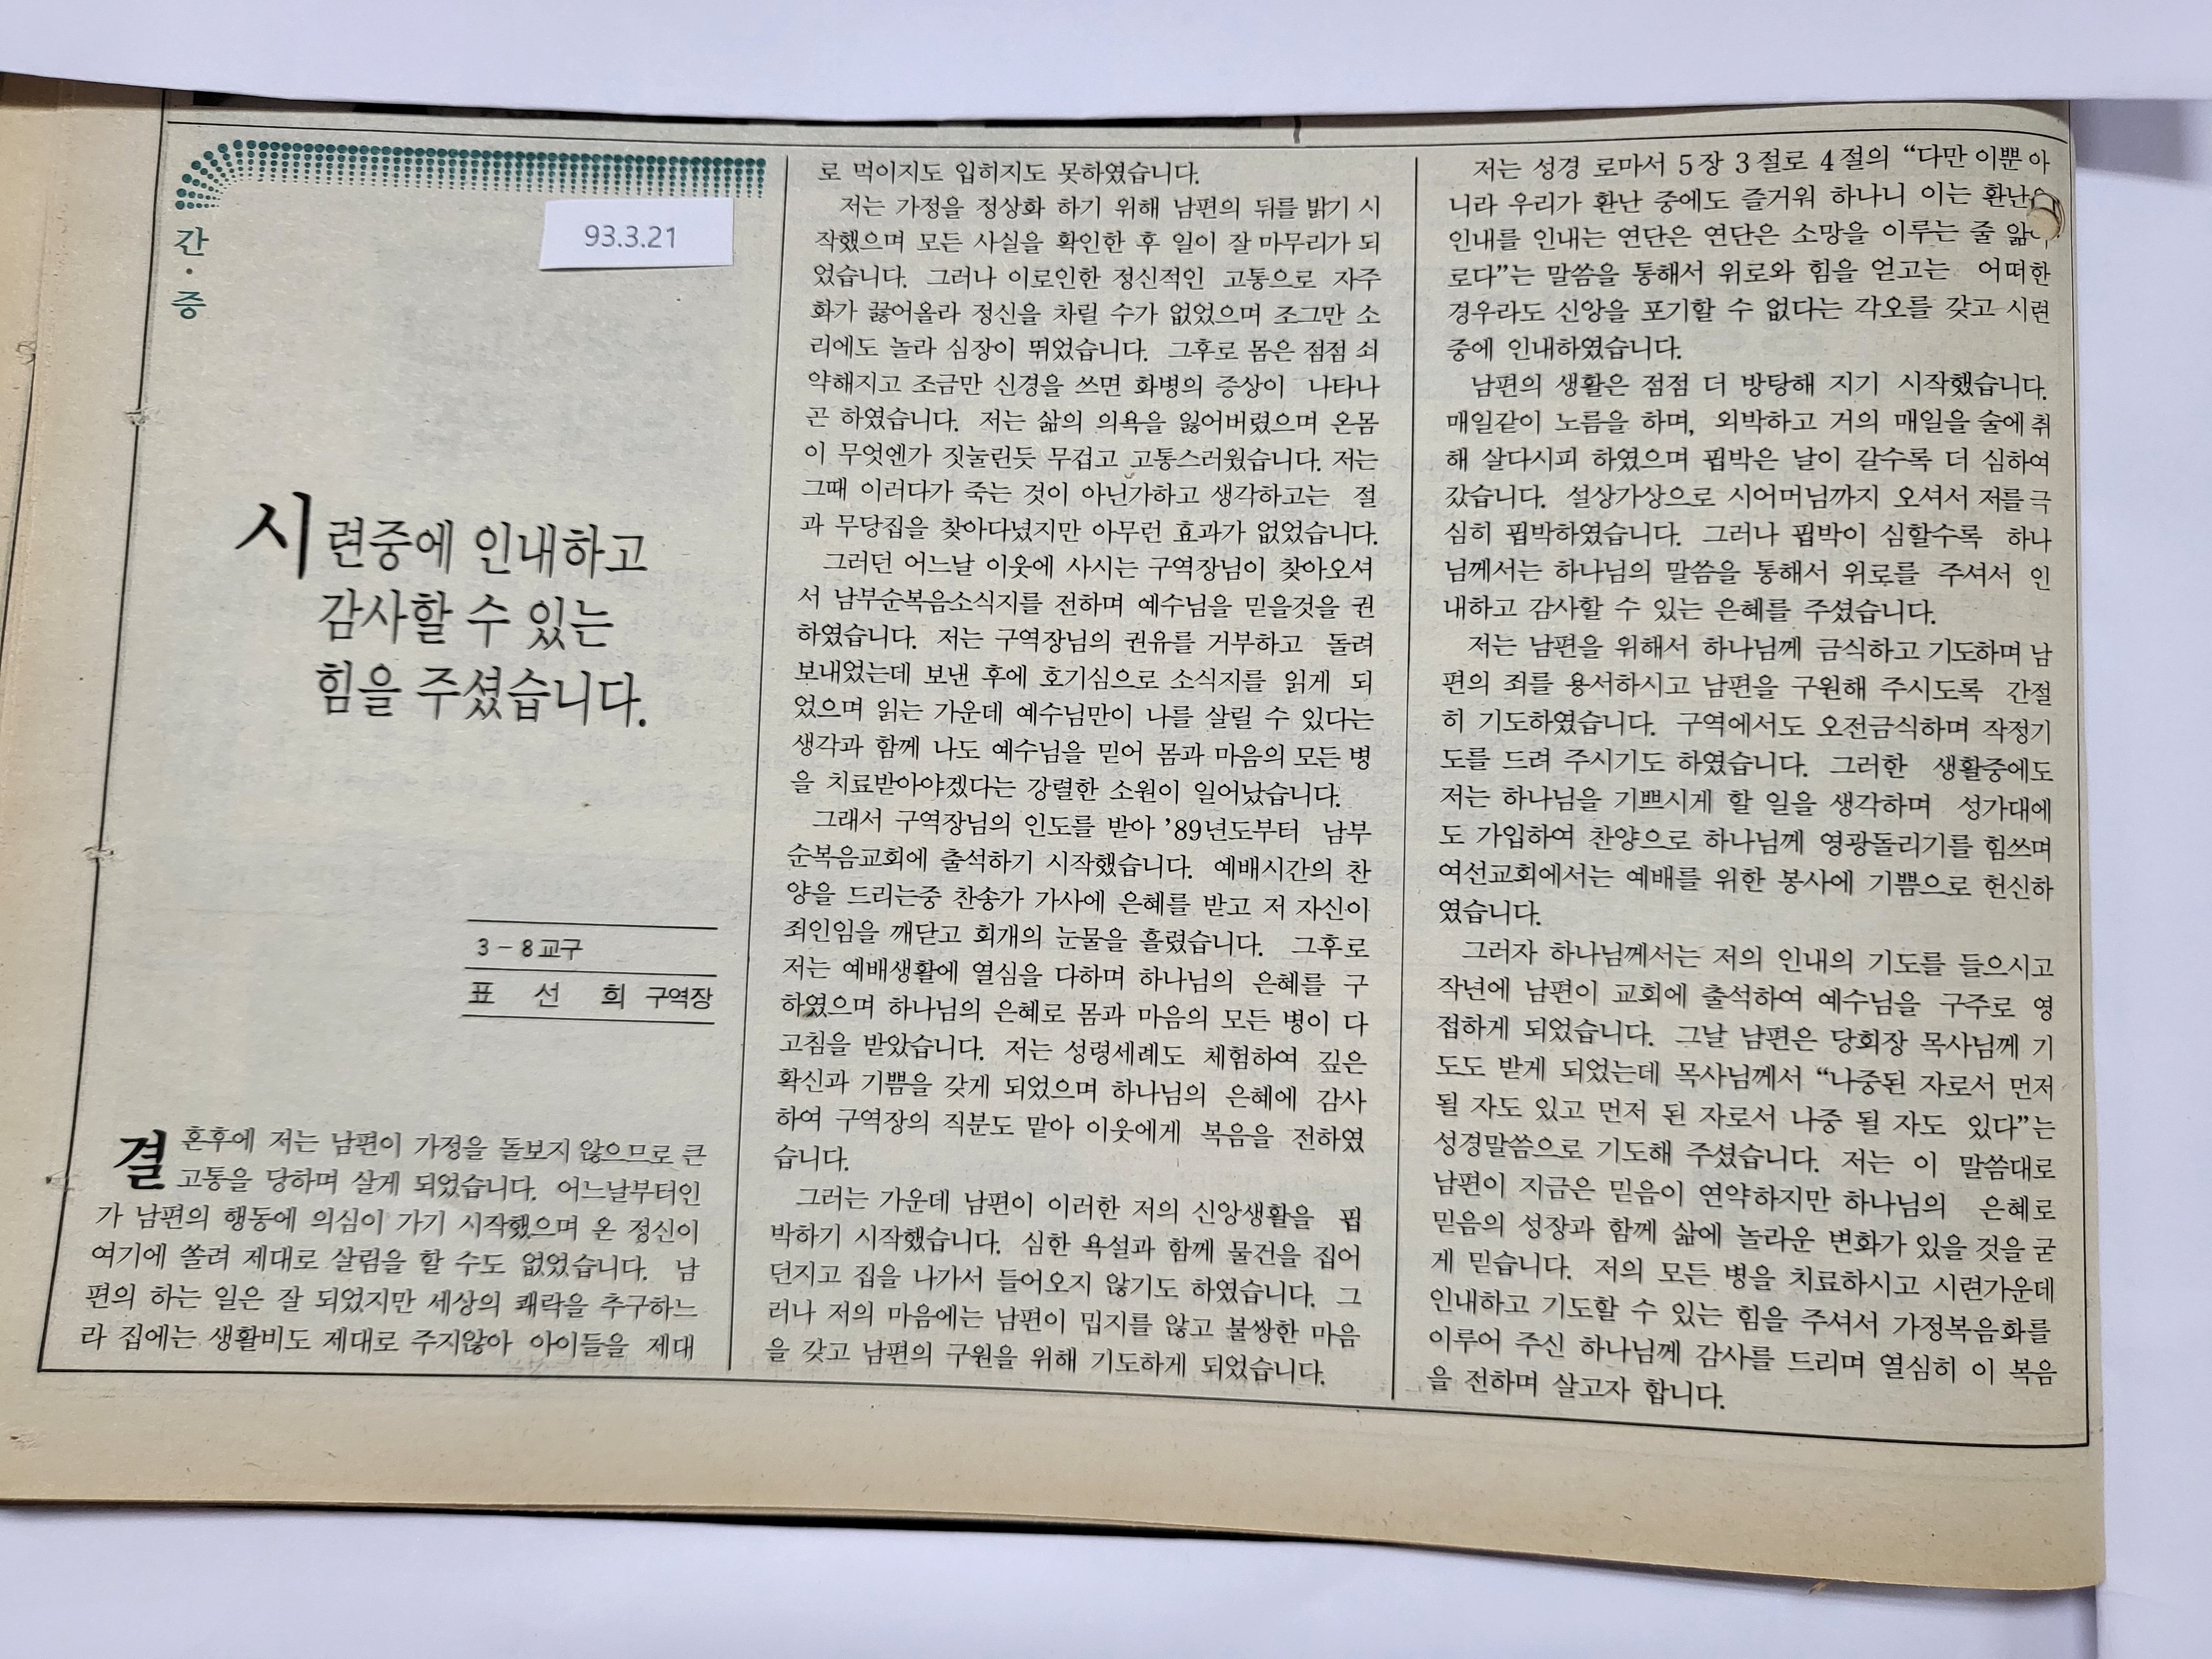 간·증
93.3.21
시련중에 인내하고
감사할 수 있는
힘을 주셨습니다.
3-8교구
표 선 희 구역장
결혼후에 저는 남편이 가정을 돌보지 않으므로 큰
고통을 당하며 살게 되었습니다. 어느날부터인
가 남편의 행동에 의심이 가기 시작했으며 온 정신이
여기에 쏠려 제대로 살림을 할 수도 없었습니다. 남
편의 하는 일은 잘 되었지만 세상의 쾌락을 추구하느
라 집에는 생활비도 제대로 주지않아 아이들을 제대
로 먹이지도 입히지도 못하였습니다.
저는 가정을 정상화 하기 위해 남편의 뒤를 밝기 시
작했으며 모든 사실을 확인한 후 일이 잘 마무리가 되
었습니다. 그러나 이로인한 정신적인 고통으로 자주
화가 끓어올라 정신을 차릴 수가 없었으며 조그만 소
리에도 놀라 심장이 뛰었습니다. 그후로 몸은 점점 쇠
약해지고 조금만 신경을 쓰면 화병의 증상이 나타나
곤 하였습니다. 저는 삶의 의욕을 잃어버렸으며 온몸
이 무엇엔가 짓눌린듯 무겁고 고통스러웠습니다. 저는
그때 이러다가 죽는 것이 아닌가하고 생각하고는 절
과 무당집을 찾아다녔지만 아무런 효과가 없었습니다.
그러던 어느날 이웃에 사시는 구역장님이 찾아오셔
서 남부순복음소식지를 전하며 예수님을 믿을것을 권
하였습니다. 저는 구역장님의 권유를 거부하고 돌려
보내었는데 보낸 후에 호기심으로 소식지를 읽게 되
었으며 읽는 가운데 예수님만이 나를 살릴 수 있다는
생각과 함께 나도 예수님을 믿어 몸과 마음의 모든 병
을 치료받아야겠다는 강렬한 소원이 일어났습니다.
그래서 구역장님의 인도를 받아 '89년도부터 남부
순복음교회에 출석하기 시작했습니다. 예배시간의 찬
양을 드리는중 찬송가 가사에 은혜를 받고 저 자신이
죄인임을 깨닫고 회개의 눈물을 흘렸습니다. 그후로
저는 예배생활에 열심을 다하며 하나님의 은혜를 구
하였으며 하나님의 은혜로 몸과 마음의 모든 병이 다
고침을 받았습니다. 저는 성령세례도 체험하여 깊은
확신과 기쁨을 갖게 되었으며 하나님의 은혜에 감사
하여 구역장의 직분도 맡아 이웃에게 복음을 전하였
습니다.
그러는 가운데 남편이 이러한 저의 신앙생활을 핍
박하기 시작했습니다. 심한 욕설과 함께 물건을 집어
던지고 집을 나가서 들어오지 않기도 하였습니다. 그
러나 저의 마음에는 남편이 밉지를 않고 불쌍한 마음
을 갖고 남편의 구원을 위해 기도하게 되었습니다.
저는 성경 로마서 5장 3절로 4절의 “다만 이뿐 아
니라 우리가 환난 중에도 즐거워 하나니 이는 환난
인내를 인내는 연단은 연단은 소망을 이루는 줄
로다”는 말씀을 통해서 위로와 힘을 얻고는 어떠한
경우라도 신앙을 포기할 수 없다는 각오를 갖고 시련
중에 인내하였습니다.
남편의 생활은 점점 더 방탕해 지기 시작했습니다.
매일같이 노름을 하며, 외박하고 거의 매일을 술에 취
해 살다시피 하였으며 핍박은 날이 갈수록 더 심하여
갔습니다. 설상가상으로 시어머님까지 오셔서 저를 극
심히 핍박하였습니다. 그러나 핍박이 심할수록 하나
님께서는 하나님의 말씀을 통해서 위로를 주셔서 인
내하고 감사할 수 있는 은혜를 주셨습니다.
저는 남편을 위해서 하나님께 금식하고 기도하며 남
편의 죄를 용서하시고 남편을 구원해 주시도록 간절
히 기도하였습니다. 구역에서도 오전금식하며 작정기
도를 드려 주시기도 하였습니다. 그러한 생활중에도
저는 하나님을 기쁘시게 할 일을 생각하며 성가대에
도 가입하여 찬양으로 하나님께 영광돌리기를 힘쓰며
여선교회에서는 예배를 위한 봉사에 기쁨으로 헌신하
였습니다.
그러자 하나님께서는 저의 인내의 기도를 들으시고
작년에 남편이 교회에 출석하여 예수님을 구주로 영
접하게 되었습니다. 그날 남편은 당회장 목사님께 기
도도 받게 되었는데 목사님께서 “나중된 자로서 먼저
될 자도 있고 먼저 된 자로서 나중 될 자도 있다”는
성경말씀으로 기도해 주셨습니다. 저는 이 말씀대로
남편이 지금은 믿음이 연약하지만 하나님의 은혜로
믿음의 성장과 함께 삶에 놀라운 변화가 있을 것을 굳
게 믿습니다. 저의 모든 병을 치료하시고 시련가운데
인내하고 기도할 수 있는 힘을 주셔서 가정복음화를
이루어 주신 하나님께 감사를 드리며 열심히 이 복음
을 전하며 살고자 합니다.